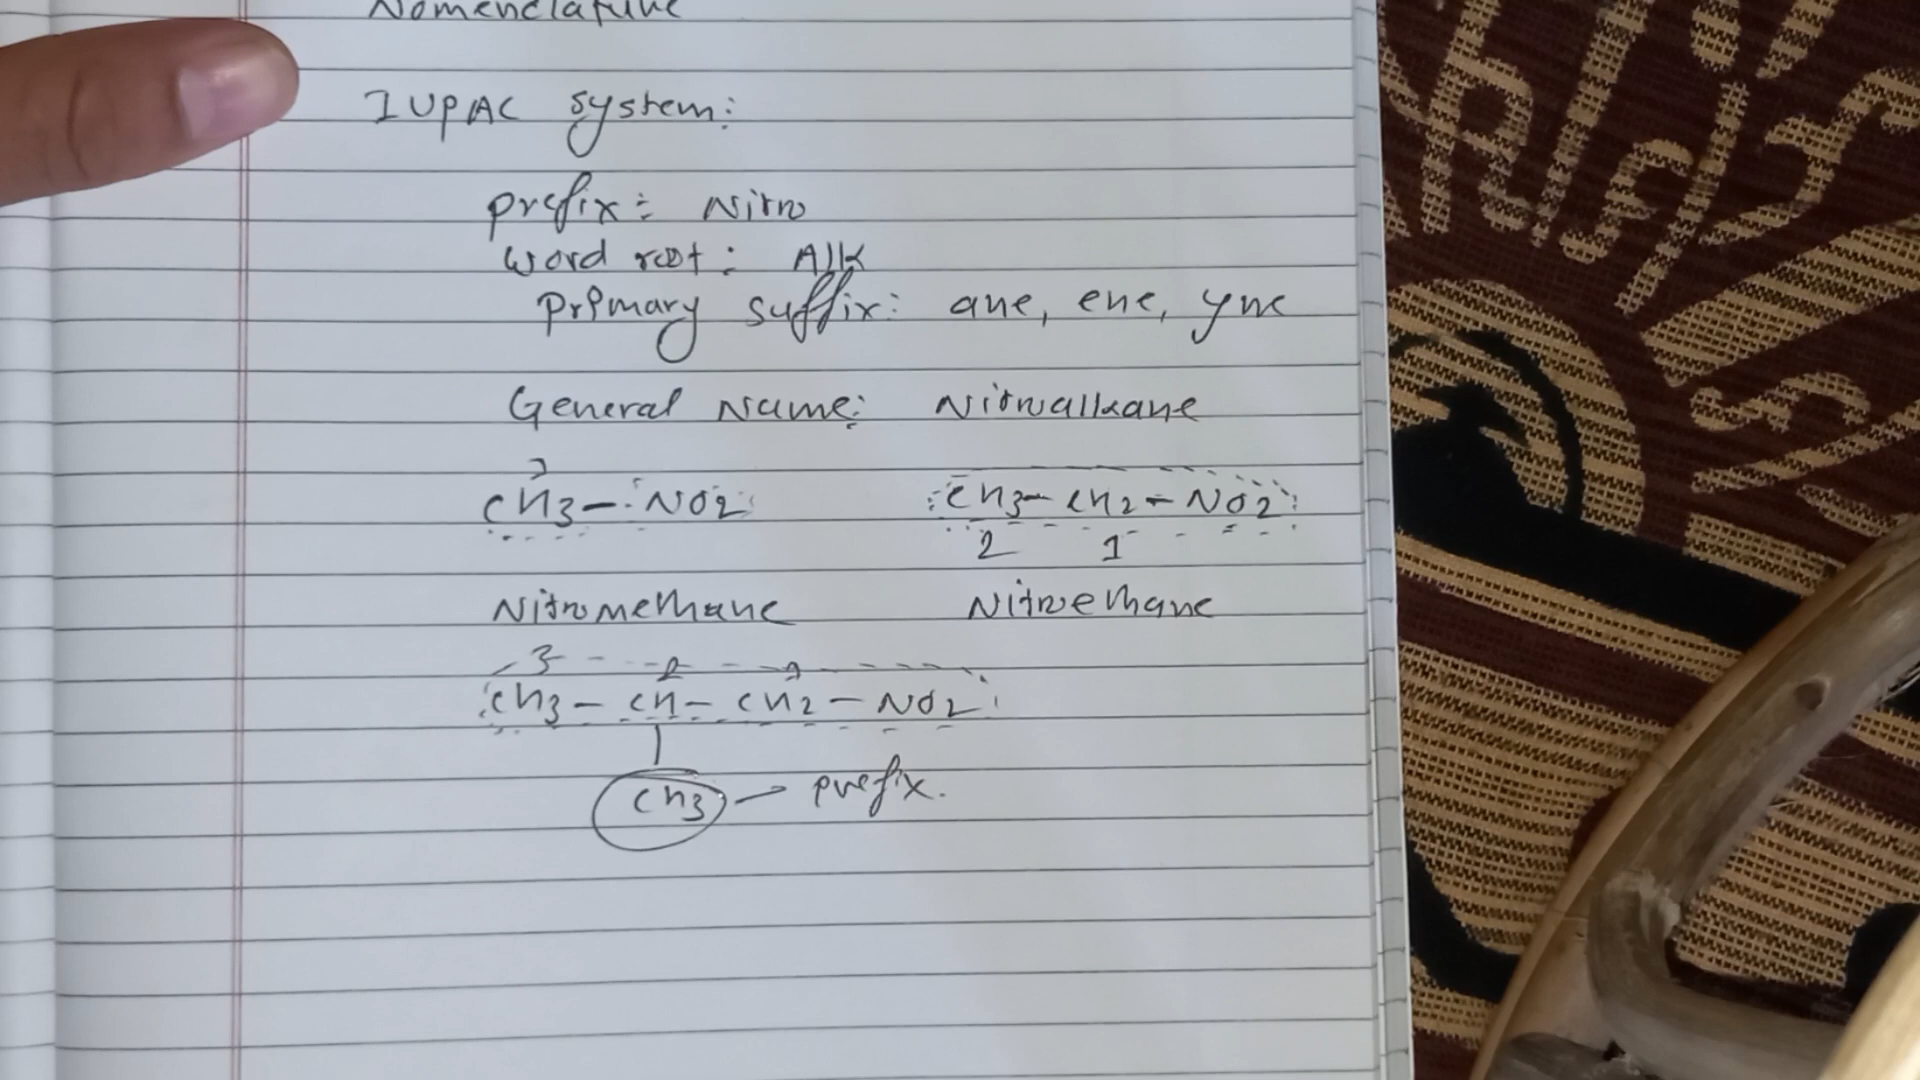 Nomenclature
IUPAC system:
prefix: Nitro
word root: Alk
Primary suffix: ane, ene, yne
General Name: Nitroalkane
CH3 - NO2 CH3 - CH2 - NO2
2 1
Nitromethane Nitroethane
3 2 1
CH3 - CH - CH2 - NO2
|
CH3 - prefix.